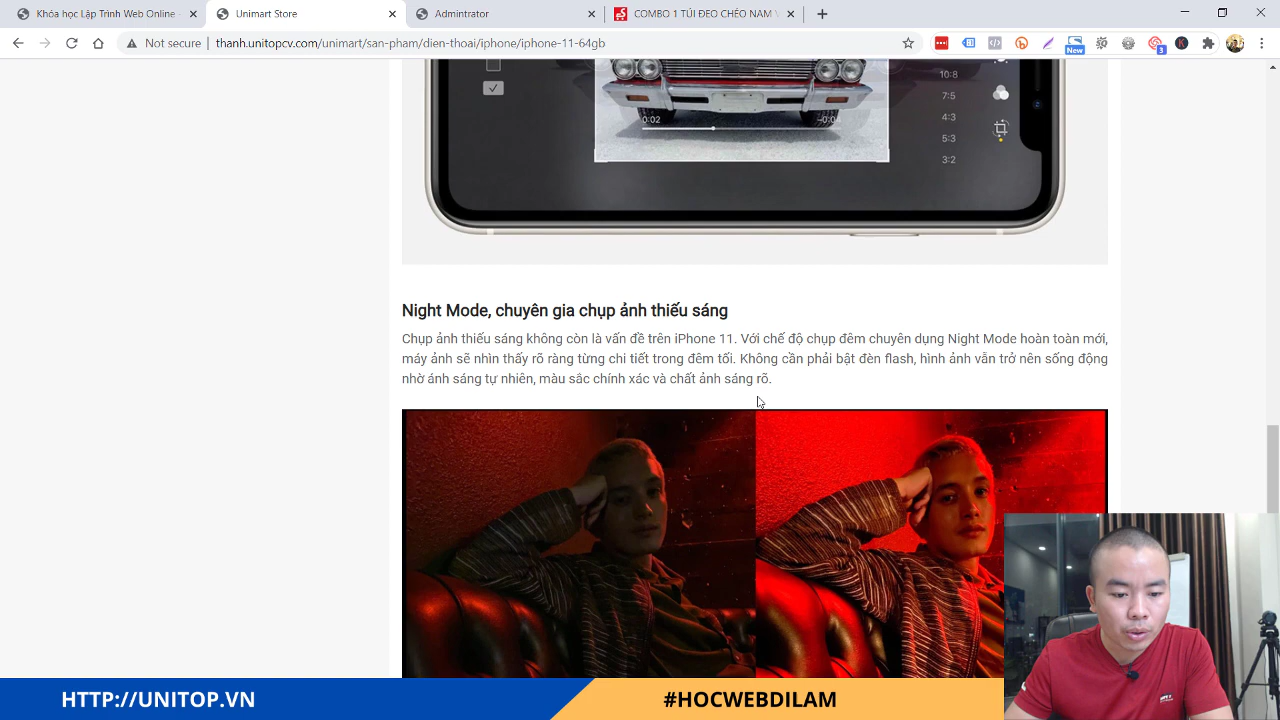 Khóa học Lập Trình Web Online
Unimart Store
Admintrator
COMBO 1 TÚI ĐEO CHÉO NAM V
Not secure
thanhunitopcv.com/unimart/san-pham/dien-thoai/iphone/iphone-11-64gb
New
3
10:8
7:5
4:3
5:3
3:2
0:02
-0:04
Night Mode, chuyên gia chụp ảnh thiếu sáng
Chụp ảnh thiếu sáng không còn là vấn đề trên iPhone 11. Với chế độ chụp đêm chuyên dụng Night Mode hoàn toàn mới,
máy ảnh sẽ nhìn thấy rõ ràng từng chi tiết trong đêm tối. Không cần phải bật đèn flash, hình ảnh vẫn trở nên sống động
nhờ ánh sáng tự nhiên, màu sắc chính xác và chất ảnh sáng rõ.
HTTP://UNITOP.VN
#HOCWEBDILAM